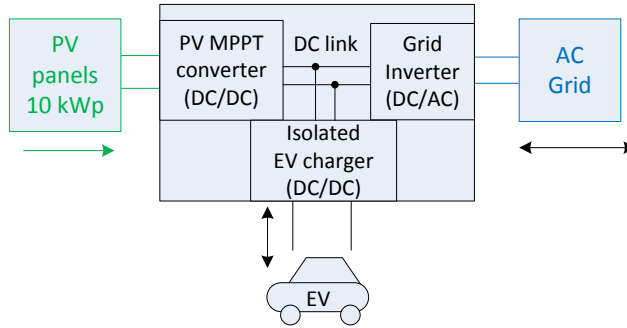 PV
panels
10 kWp
PV MPPT
converter
(DC/DC)
DC link
Grid
Inverter
(DC/AC)
AC
Grid
Isolated
EV charger
(DC/DC)
EV